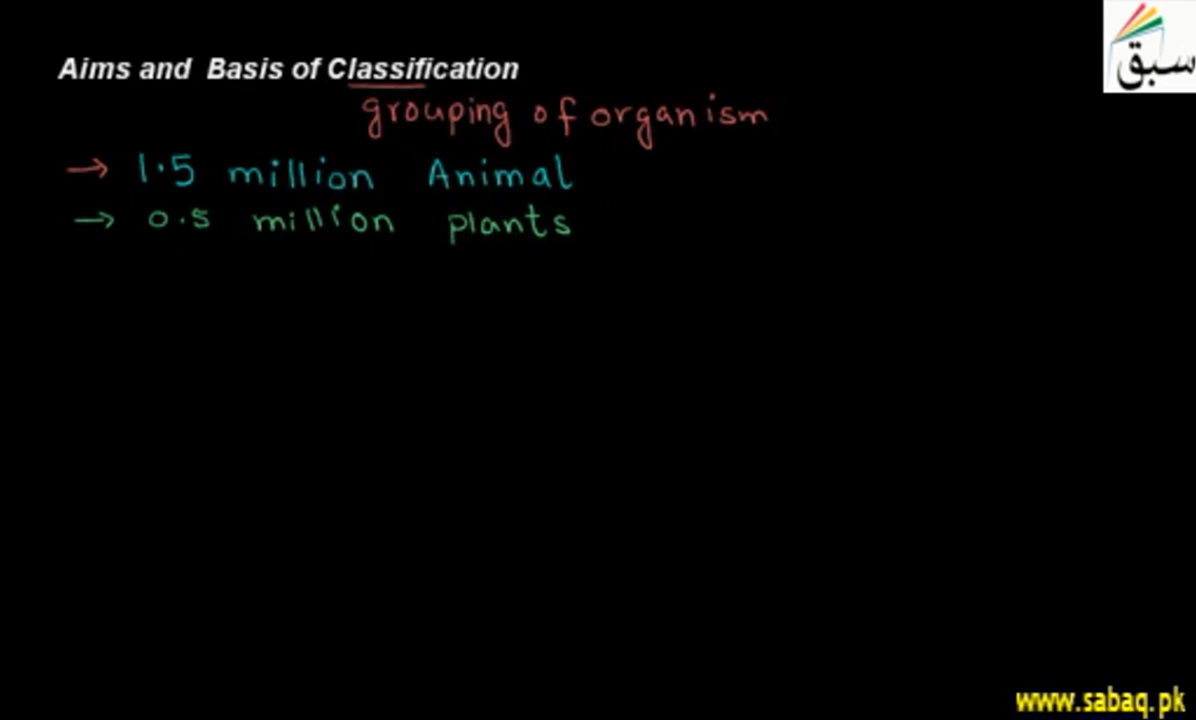 سبق
Aims and Basis of Classification
grouping of organism
→ 1.5 million Animal
→ 0.5 million plants
www.sabaq.pk